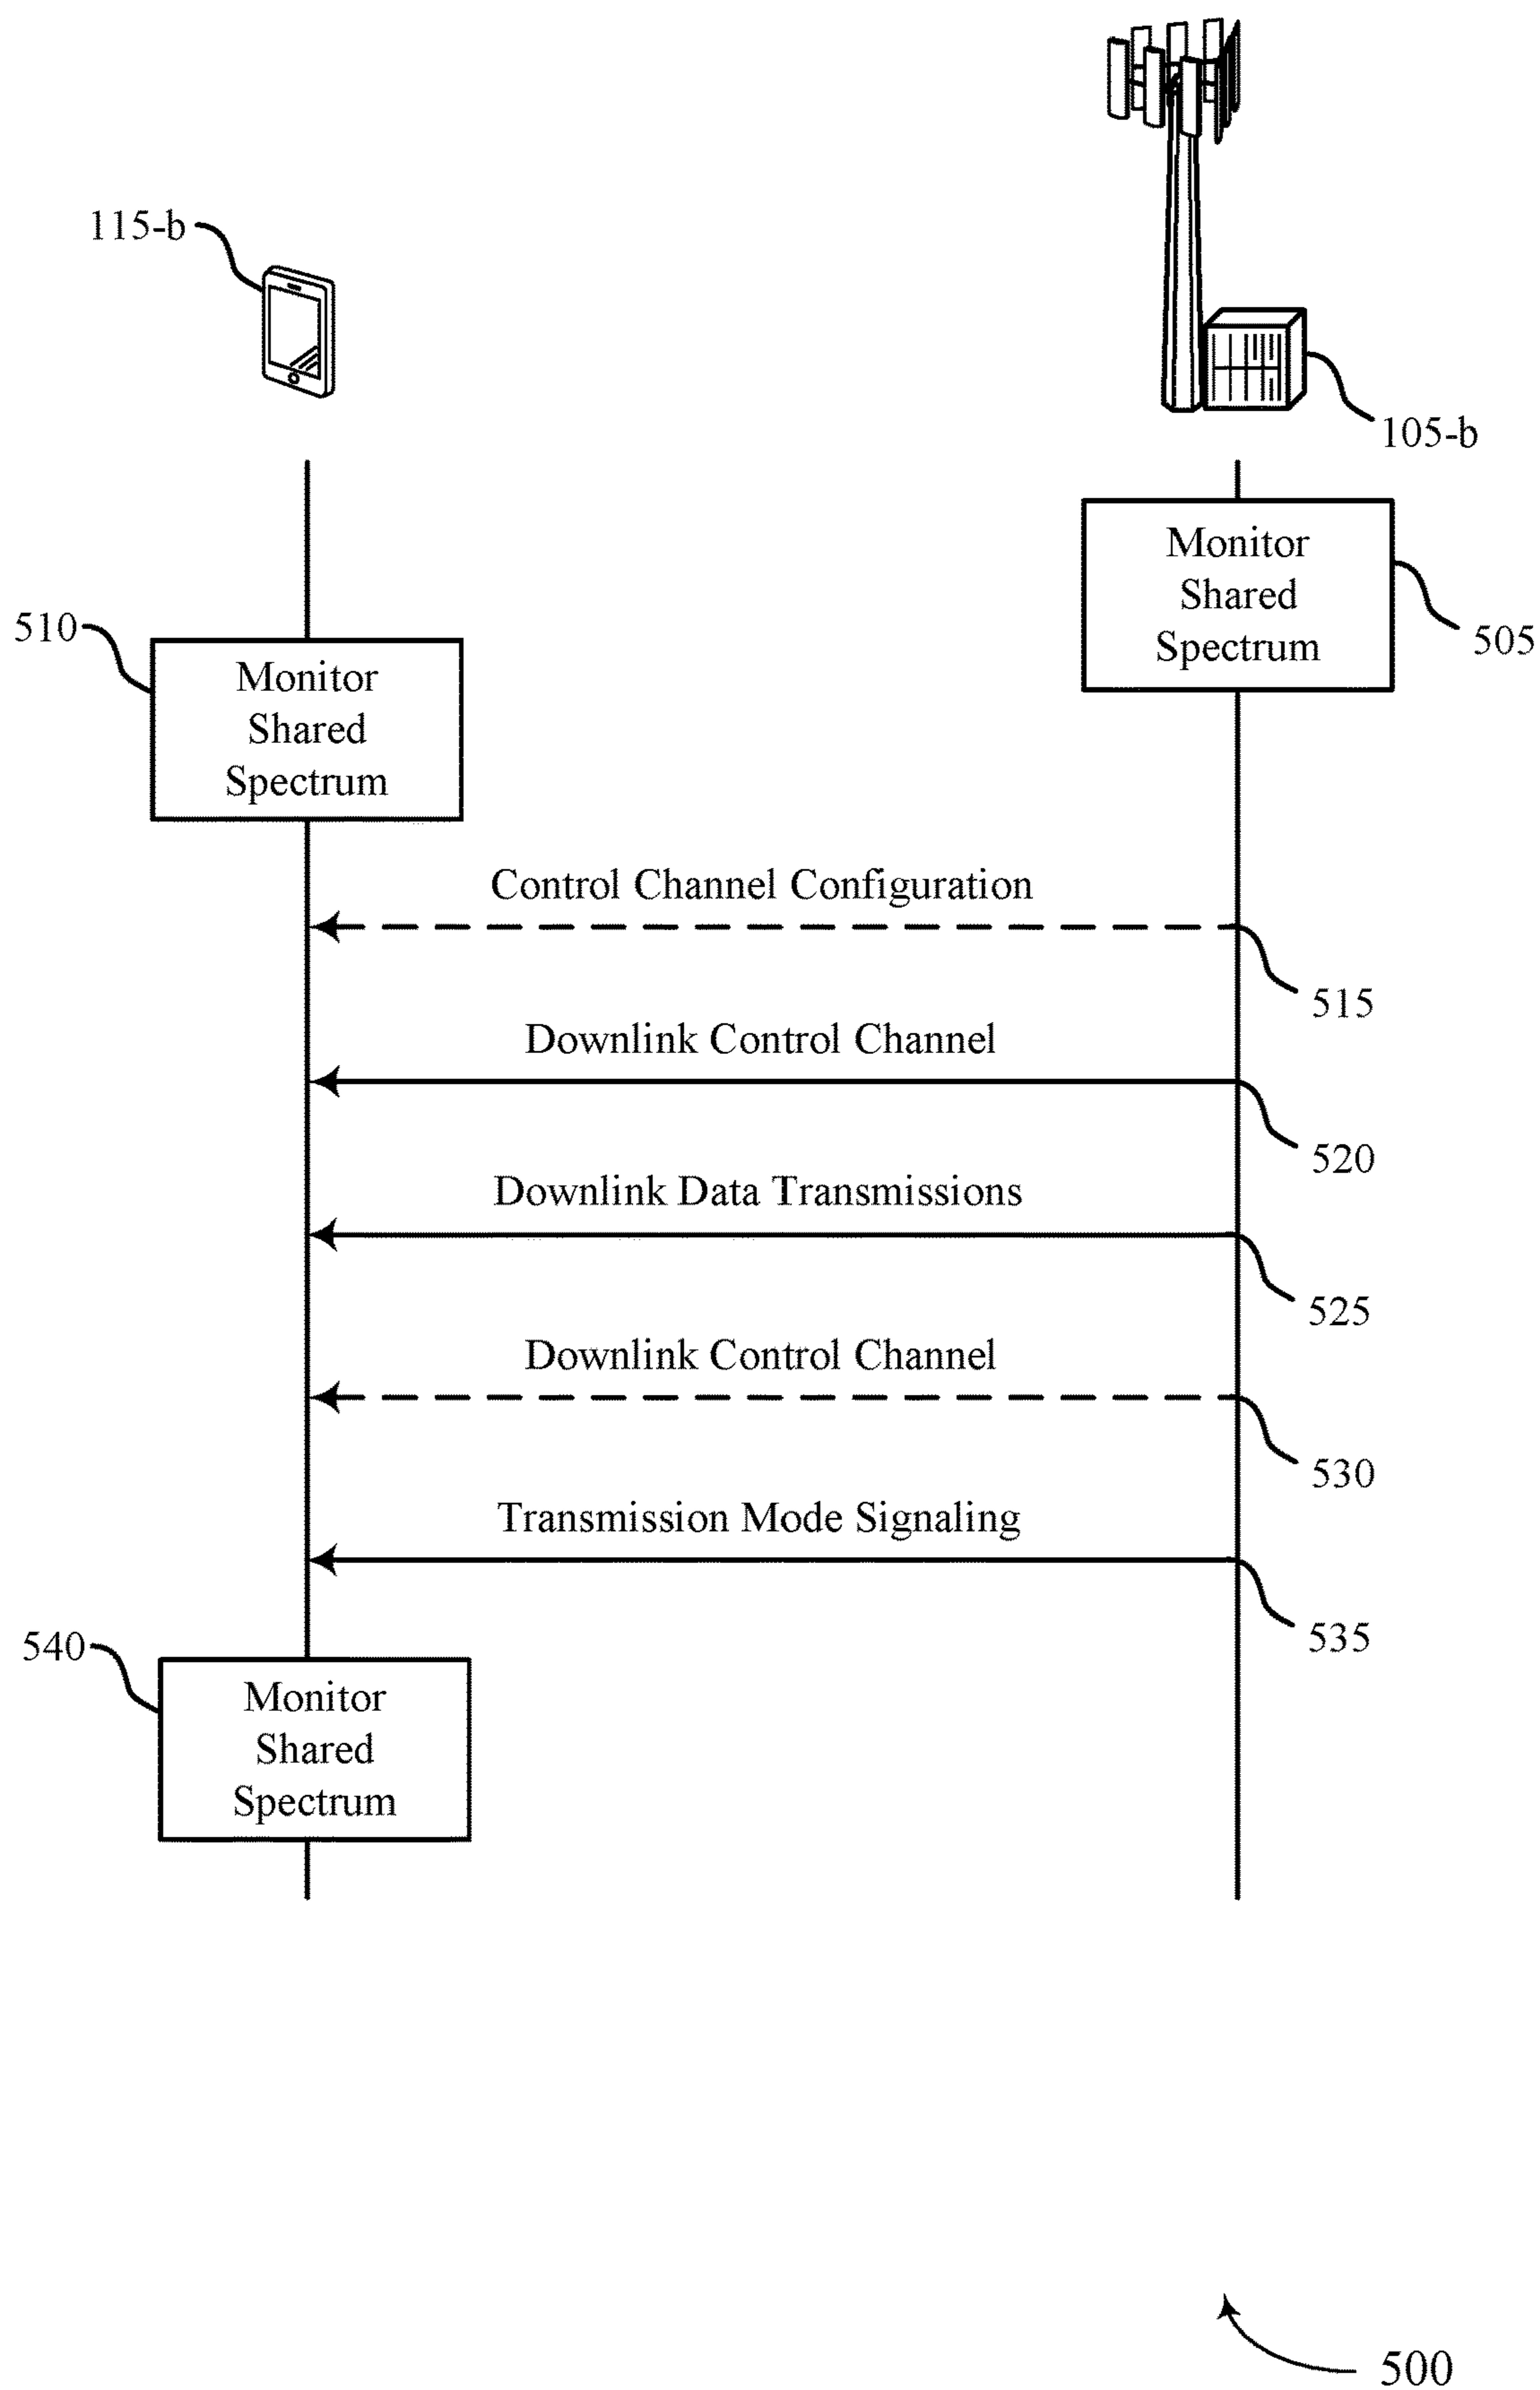 115-b
105-b
Monitor
Shared
Spectrum
505
510
Monitor
Shared
Spectrum
Control Channel Configuration
515
Downlink Control Channel
520
Downlink Data Transmissions
525
Downlink Control Channel
530
Transmission Mode Signaling
535
540
Monitor
Shared
Spectrum
500